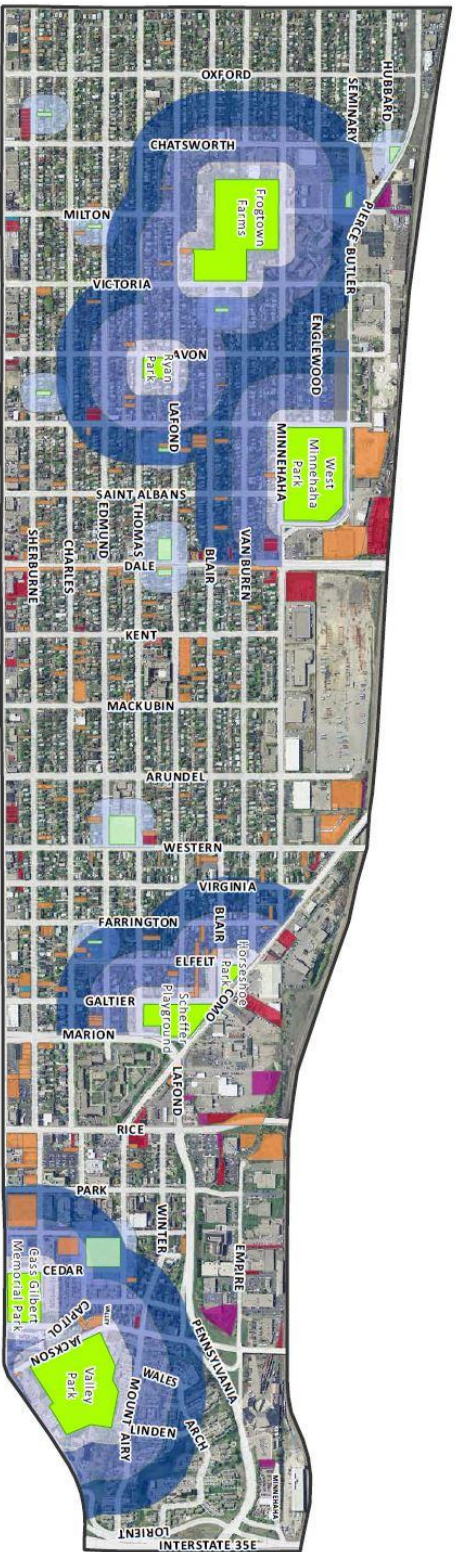 OXFORD
HUBBARD
SEMINARY
CHATSWORTH
Frogtown
Farms
PIERCE BUTLER
MILTON
VICTORIA
ENGLEWOOD
AVON
Ryan
Park
LAFOND
MINNEHAHA
West
Minnehaha
Park
SAINT ALBANS
SHERBURNE
CHARLES
EDMUND
THOMAS
DALE
BLAIR
VAN BUREN
KENT
MACKUBIN
ARUNDEL
WESTERN
VIRGINIA
FARRINGTON
BLAIR
ELFELT
Horseshoe
Park
COMO
GALTIER
Scheffer
Playground
MARION
LAFOND
RICE
PARK
WINTER
EMPIRE
CEDAR
Cass Gilbert
Memorial Park
CAPITOL
VALLEY
JACKSON
PENNSYLVANIA
Valley
Park
WALES
MOUNT AIRY
LINDEN
ARCH
MINNEHAHA
LORIENT
INTERSTATE 35E